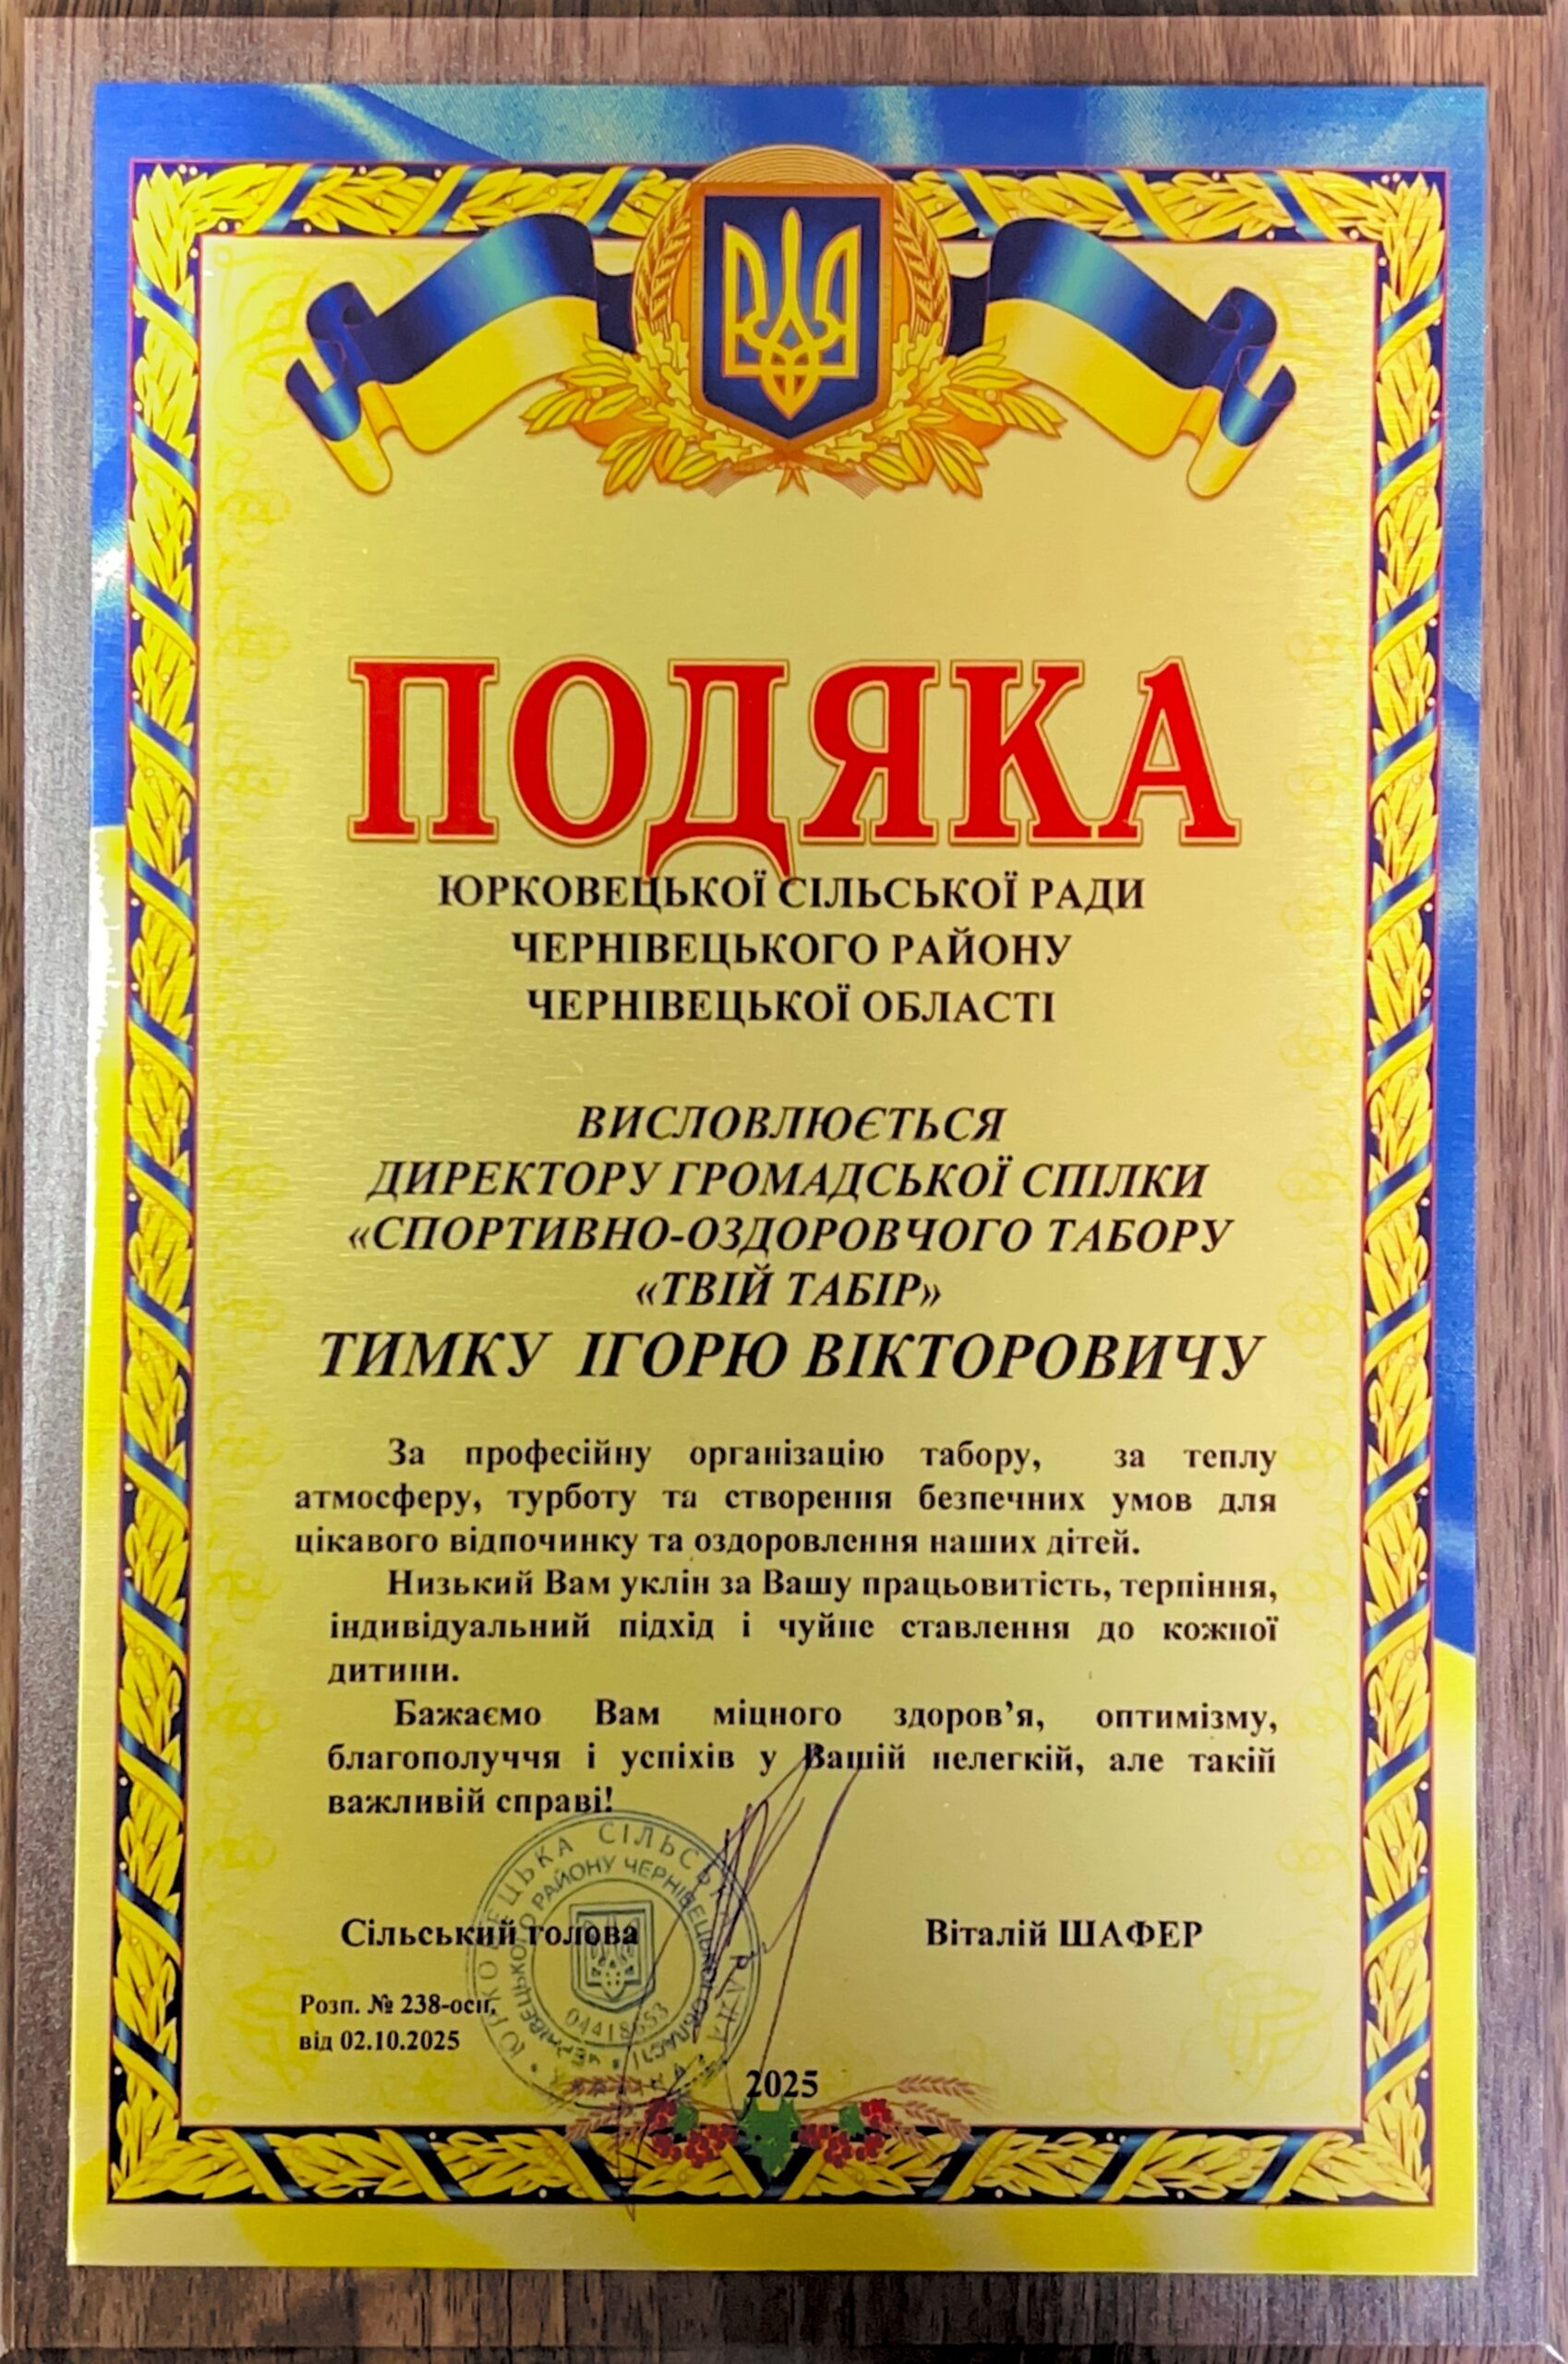 ПОДЯКА
ЮРКОВЕЦЬКОЇ СІЛЬСЬКОЇ РАДИ
ЧЕРНІВЕЦЬКОГО РАЙОНУ
ЧЕРНІВЕЦЬКОЇ ОБЛАСТІ
ВИСЛОВЛЮЄТЬСЯ
ДИРЕКТОРУ ГРОМАДСЬКОЇ СПІЛКИ
«СПОРТИВНО-ОЗДОРОВЧОГО ТАБОРУ
«ТВІЙ ТАБІР»
ТИМКУ ІГОРЮ ВІКТОРОВИЧУ
За професійну організацію табору, за теплу
атмосферу, турботу та створення безпечних умов для
цікавого відпочинку та оздоровлення наших дітей.
Низький Вам уклін за Вашу працьовитість, терпіння,
індивідуальний підхід і чуйне ставлення до кожної
дитини.
Бажаємо Вам міцного здоров’я, оптимізму,
благополуччя і успіхів у Вашій нелегкій, але такій
важливій справі!
Сільський голова Віталій ШАФЕР
Розп. № 238-осн.
від 02.10.2025
2025